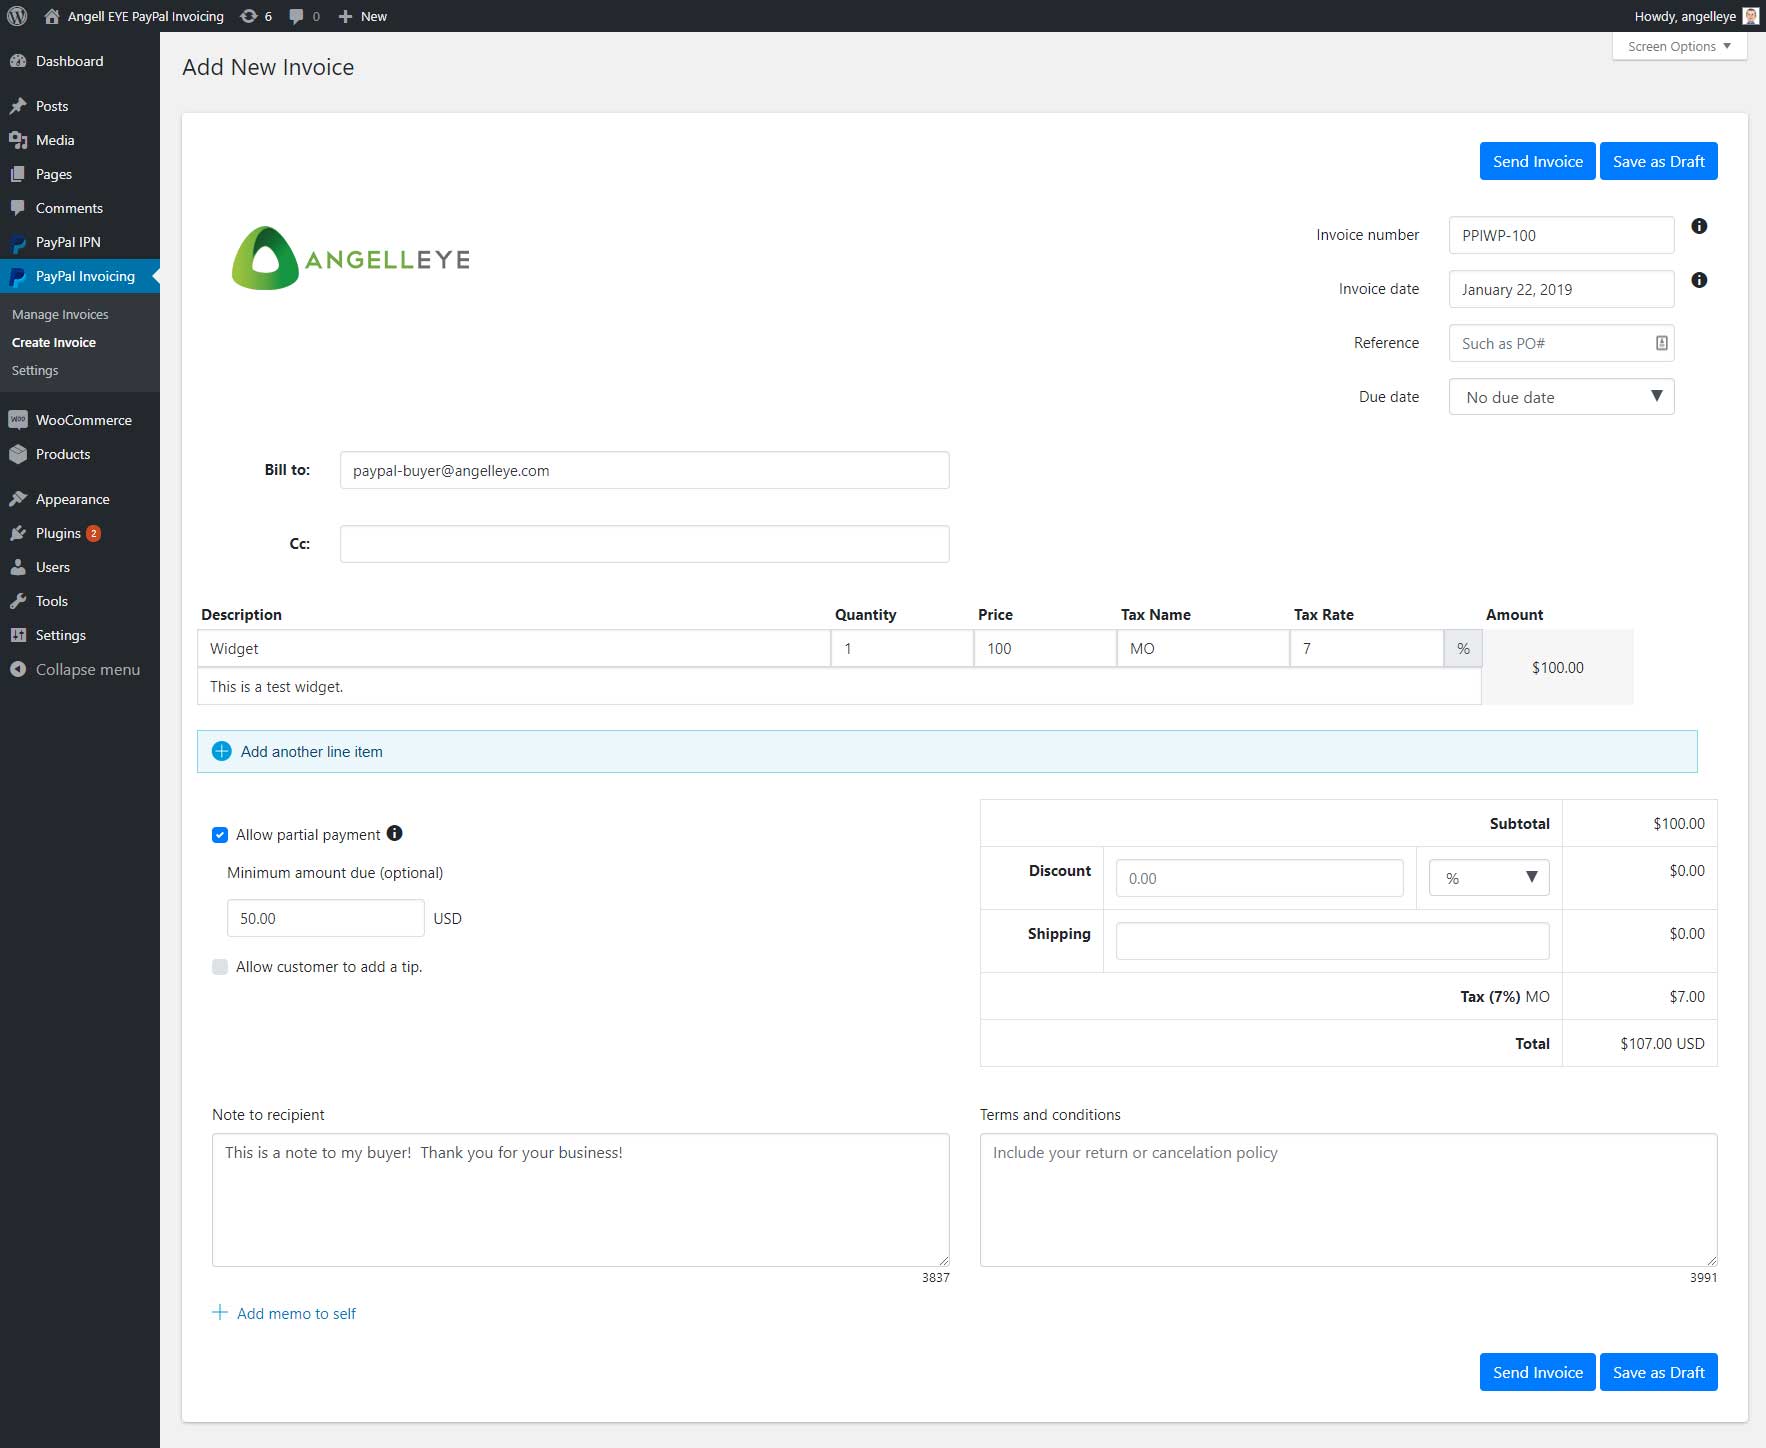 Angell EYE PayPal Invoicing 6 0 New Howdy, angelleye
Screen Options
Dashboard
Posts
Media
Pages
Comments
PayPal IPN
PayPal Invoicing
Manage Invoices
Create Invoice
Settings
WooCommerce
Products
Appearance
Plugins 2
Users
Tools
Settings
Collapse menu
Add New Invoice
Send Invoice Save as Draft
ANGELLEYE
Invoice number PPIWP-100
Invoice date January 22, 2019
Reference Such as PO#
Due date No due date
Bill to: paypal-buyer@angelleye.com
Cc:
Description Quantity Price Tax Name Tax Rate Amount
Widget 1 100 MO 7 %
$100.00
This is a test widget.
Add another line item
Allow partial payment
Minimum amount due (optional)
50.00 USD
Allow customer to add a tip.
Subtotal $100.00
Discount 0.00 % $0.00
Shipping $0.00
Tax (7%) MO $7.00
Total $107.00 USD
Note to recipient
This is a note to my buyer!  Thank you for your business!
3837
Terms and conditions
Include your return or cancelation policy
3991
Add memo to self
Send Invoice Save as Draft